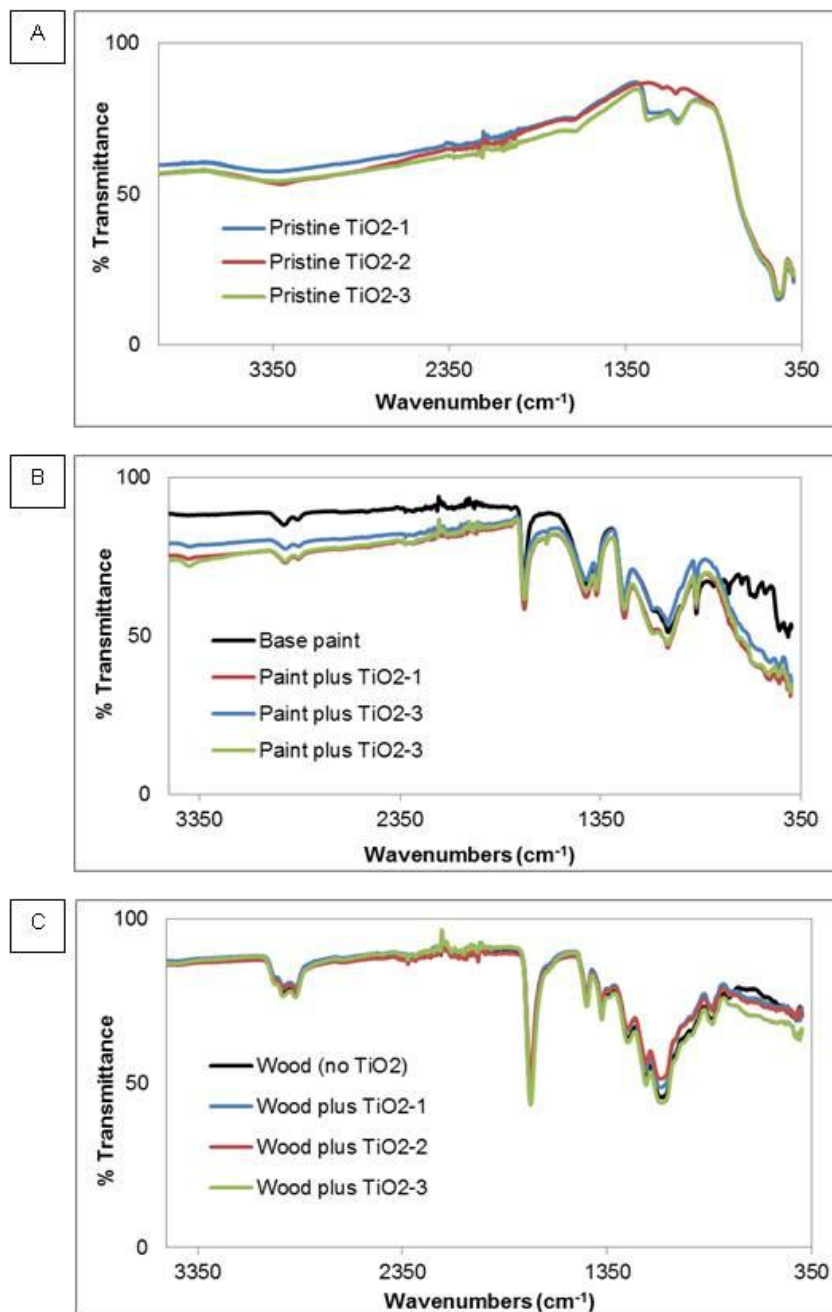 A
100
50
0
% Transmittance
Pristine TiO2-1
Pristine TiO2-2
Pristine TiO2-3
3350 2350 1350 350
Wavenumber (cm-1)
B
100
50
0
% Transmittance
Base paint
Paint plus TiO2-1
Paint plus TiO2-3
Paint plus TiO2-3
3350 2350 1350 350
Wavenumbers (cm-1)
C
100
50
0
% Transmittance
Wood (no TiO2)
Wood plus TiO2-1
Wood plus TiO2-2
Wood plus TiO2-3
3350 2350 1350 350
Wavenumbers (cm-1)